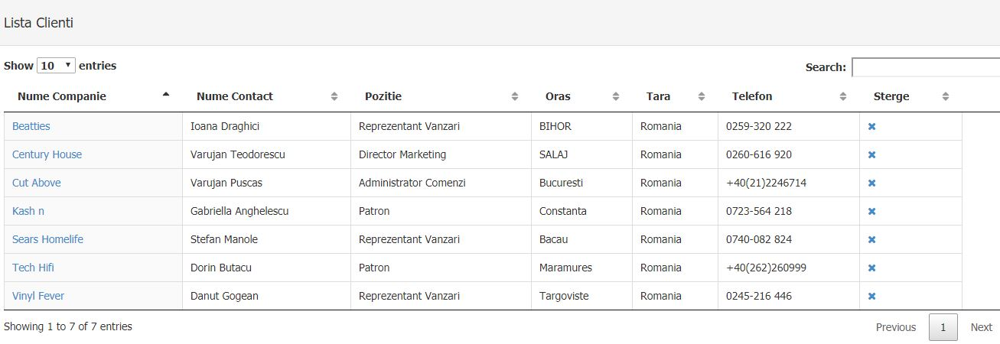 Lista Clienti
Show 10 entries Search:
Nume Companie Nume Contact Pozitie Oras Tara Telefon Sterge
Beatties Ioana Draghici Reprezentant Vanzari BIHOR Romania 0259-320 222
Century House Varujan Teodorescu Director Marketing SALAJ Romania 0260-616 920
Cut Above Varujan Puscas Administrator Comenzi Bucuresti Romania +40(21)2246714
Kash n Gabriella Anghelescu Patron Constanta Romania 0723-564 218
Sears Homelife Stefan Manole Reprezentant Vanzari Bacau Romania 0740-082 824
Tech Hifi Dorin Butacu Patron Maramures Romania +40(262)260999
Vinyl Fever Danut Gogean Reprezentant Vanzari Targoviste Romania 0245-216 446
Showing 1 to 7 of 7 entries Previous 1 Next